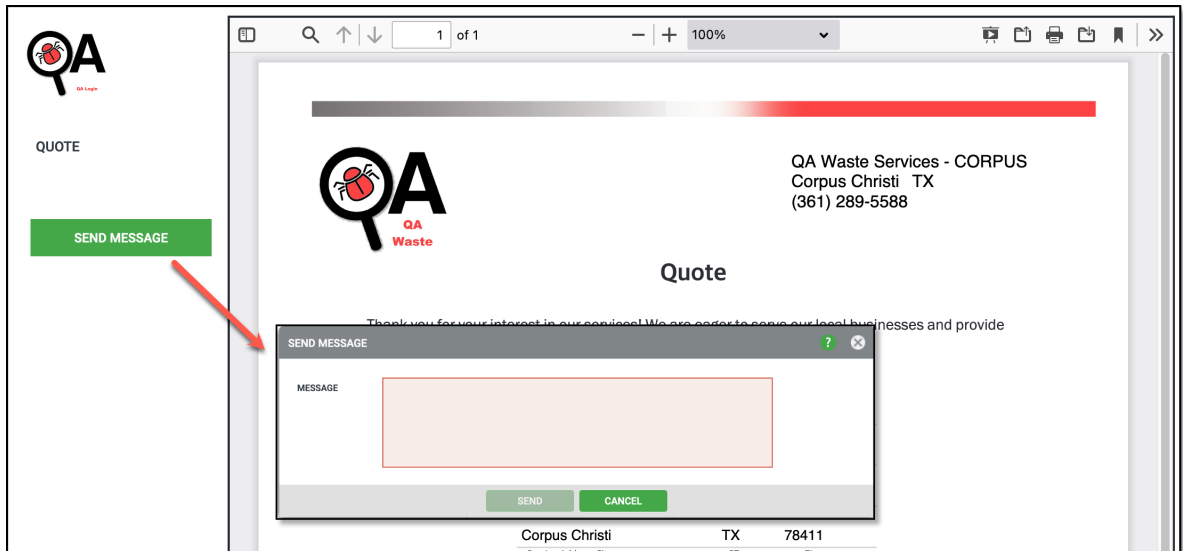 QA
QA Login
QUOTE
SEND MESSAGE
1 of 1
100%
QA
QA
Waste
QA Waste Services - CORPUS
Corpus Christi TX
(361) 289-5588
Quote
Thank you for your interest in our services! We are eager to serve our local businesses and provide
SEND MESSAGE
?
MESSAGE
SEND CANCEL
Corpus Christi TX 78411